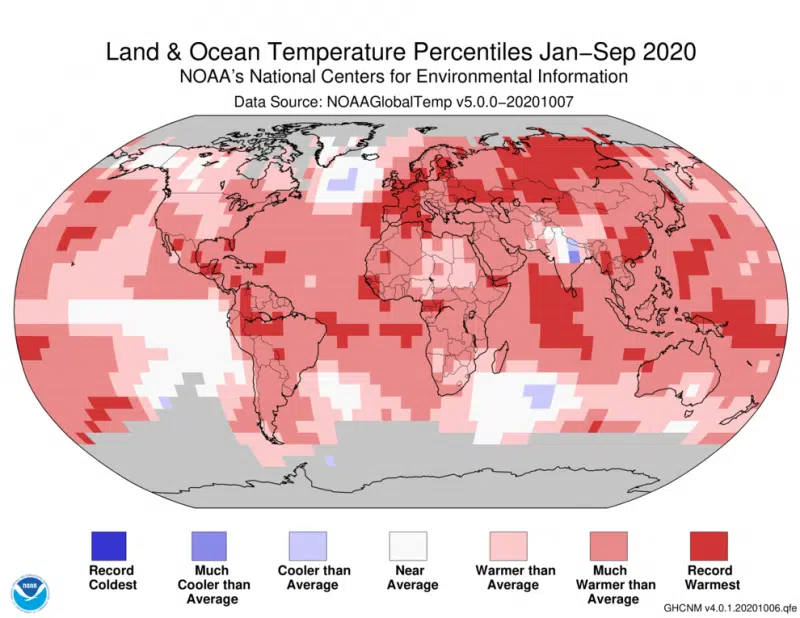 Land & Ocean Temperature Percentiles Jan−Sep 2020
NOAA's National Centers for Environmental Information
Data Source: NOAAGlobalTemp v5.0.0−20201007
Record
Coldest
Much
Cooler than
Average
Cooler than
Average
Near
Average
Warmer than
Average
Much
Warmer than
Average
Record
Warmest
NOAA
GHCNM v4.0.1.20201006.qfe